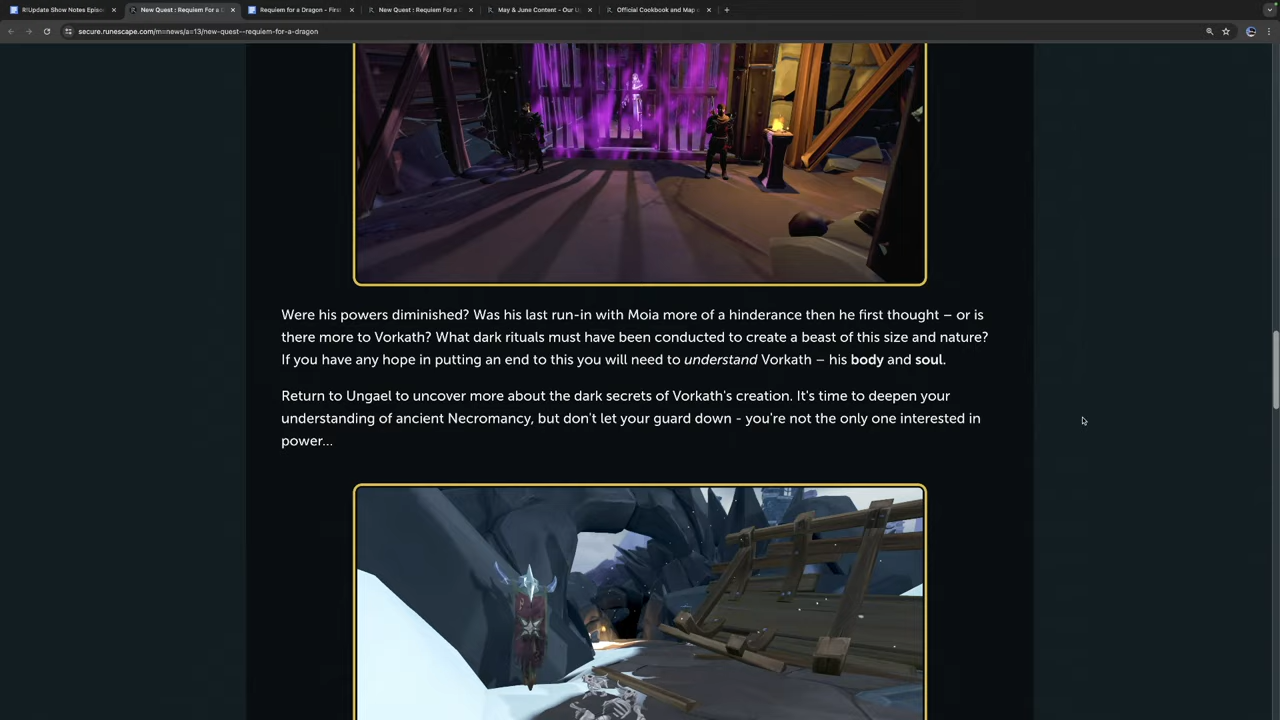 R!Update Show Notes Episo
New Quest : Requiem For a D
Requiem for a Dragon - First
New Quest : Requiem For a D
May & June Content - Our U
Official Cookbook and Map
secure.runescape.com/m=news/a=13/new-quest--requiem-for-a-dragon
Were his powers diminished? Was his last run-in with Moia more of a hinderance then he first thought – or is
there more to Vorkath? What dark rituals must have been conducted to create a beast of this size and nature?
If you have any hope in putting an end to this you will need to understand Vorkath – his body and soul.
Return to Ungael to uncover more about the dark secrets of Vorkath's creation. It's time to deepen your
understanding of ancient Necromancy, but don't let your guard down - you're not the only one interested in
power...